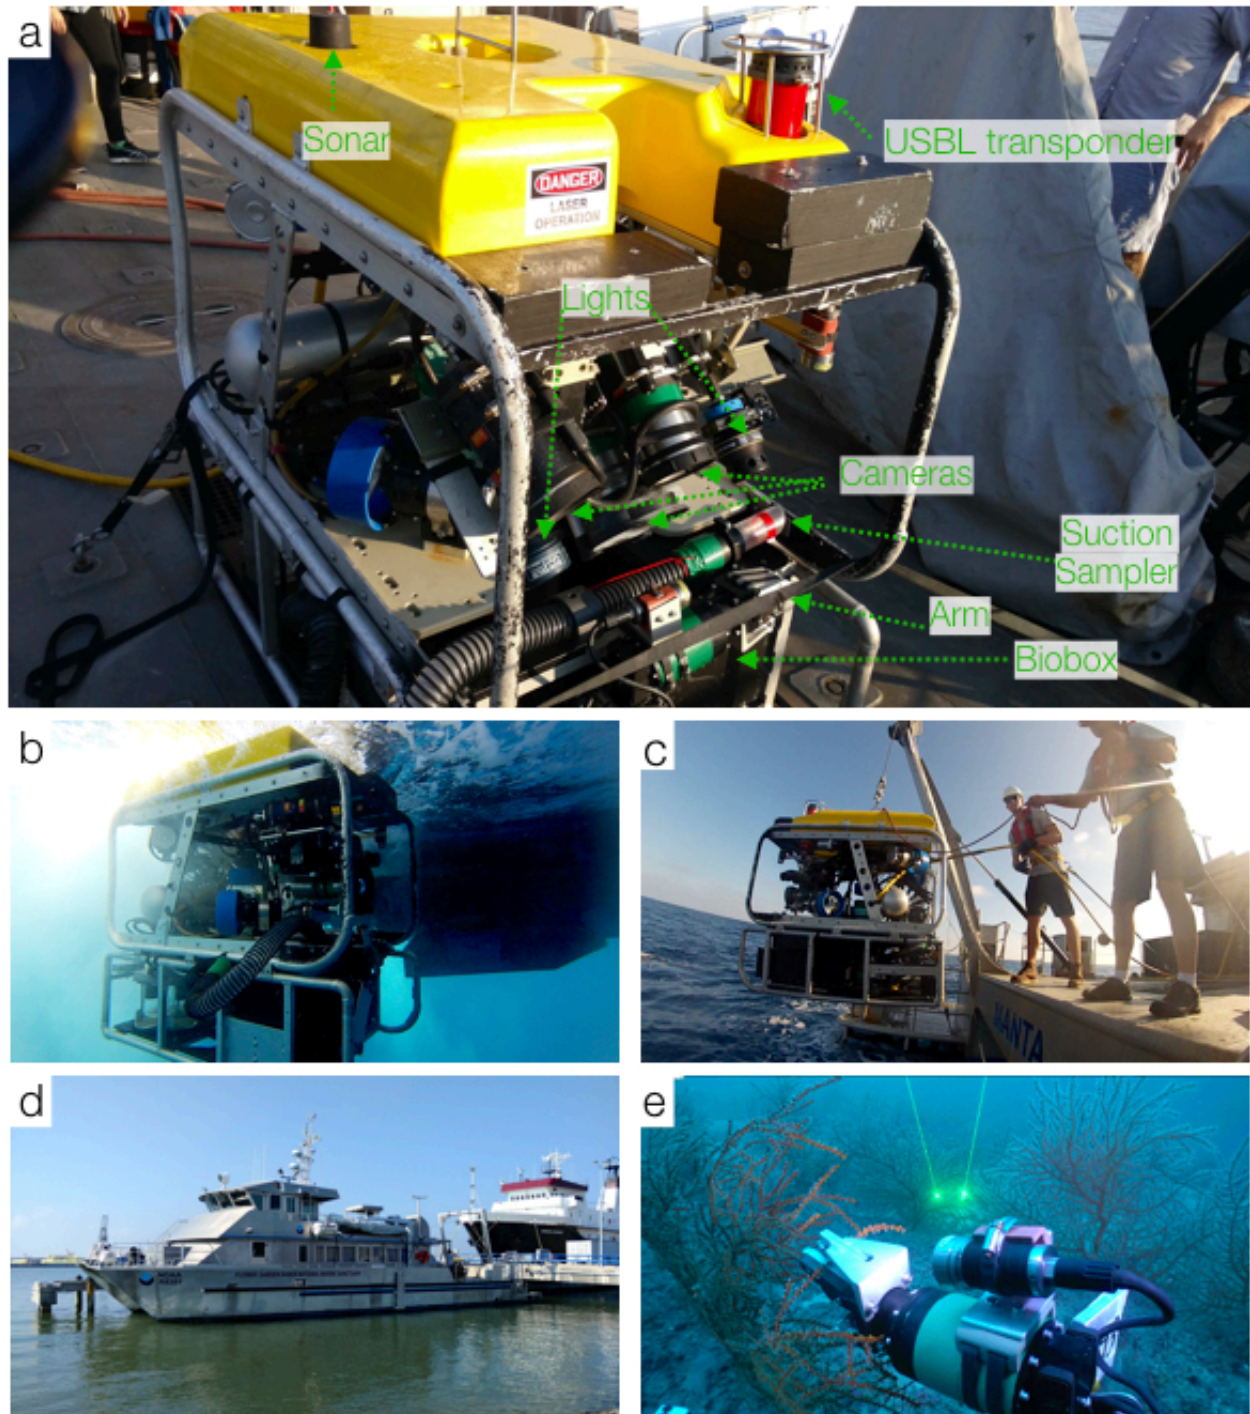 a
Sonar
USBL transponder
DANGER
LASER
OPERATION
Lights
Cameras
Suction
Sampler
Arm
Biobox
b
c
MANTA
d
e